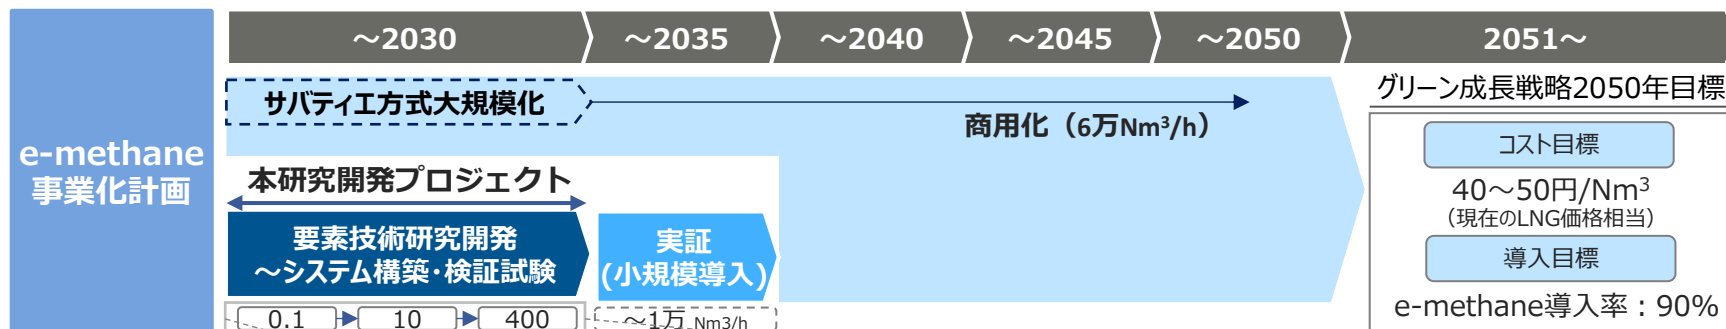 e-methane
事業化計画
～2030
～2035
～2040
～2045
～2050
2051～
サバティエ方式大規模化
商用化（6万Nm³/h）
本研究開発プロジェクト
要素技術研究開発
～システム構築・検証試験
実証
(小規模導入)
0.1
10
400
～1万 Nm3/h
グリーン成長戦略2050年目標
コスト目標
40～50円/Nm³
（現在のLNG価格相当）
導入目標
e-methane導入率：90%